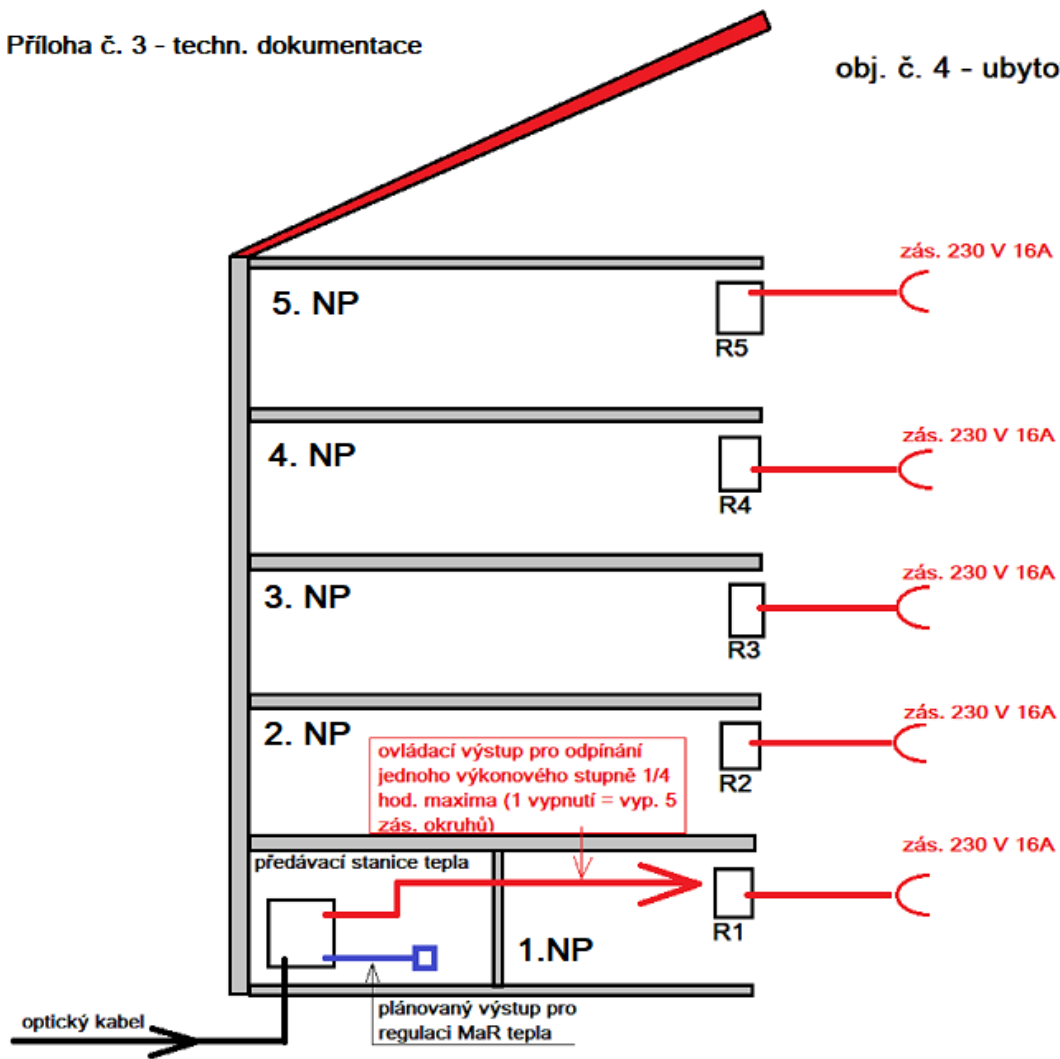 Příloha č. 3 - techn. dokumentace
obj. č. 4 - ubyto
zás. 230 V 16A
5. NP
R5
zás. 230 V 16A
4. NP
R4
zás. 230 V 16A
3. NP
R3
zás. 230 V 16A
2. NP
R2
ovládací výstup pro odpínání
jednoho výkonového stupně 1/4
hod. maxima (1 vypnutí = vyp. 5
zás. okruhů)
zás. 230 V 16A
předávací stanice tepla
R1
1.NP
plánovaný výstup pro
regulaci MaR tepla
optický kabel